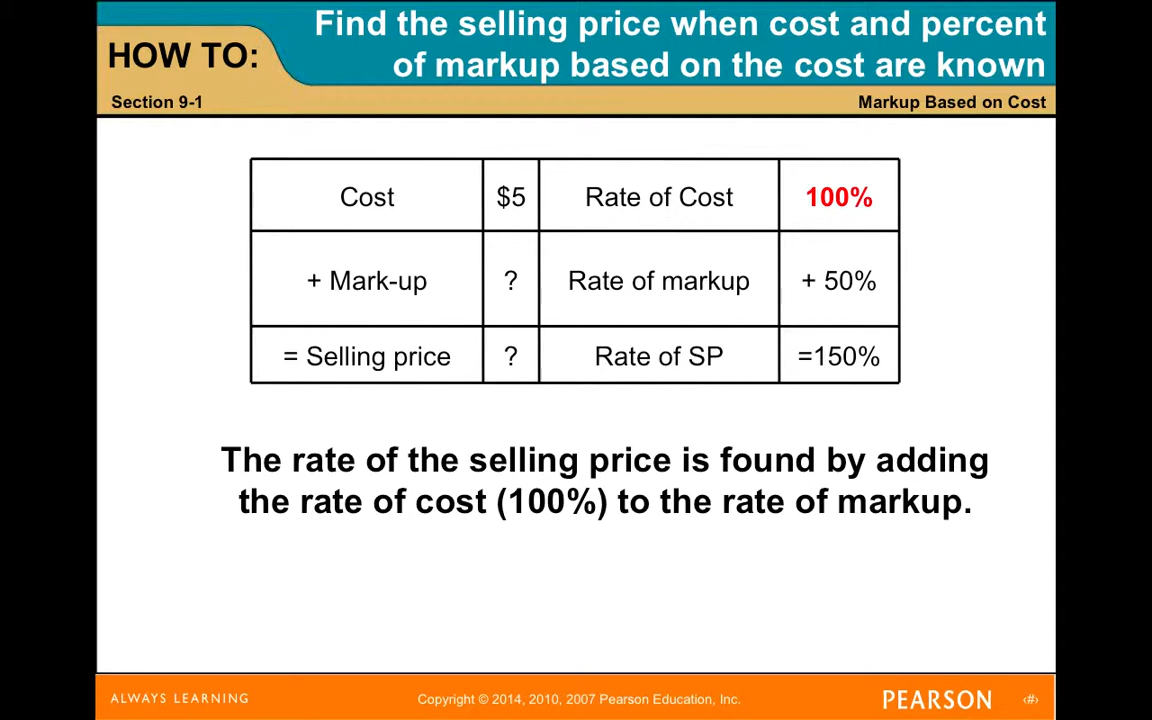 Find the selling price when cost and percent
HOW TO:
of markup based on the cost are known
Section 9-1
Markup Based on Cost
Cost $5 Rate of Cost 100%
+ Mark-up ? Rate of markup + 50%
= Selling price ? Rate of SP =150%
The rate of the selling price is found by adding
the rate of cost (100%) to the rate of markup.
ALWAYS LEARNING
Copyright © 2014, 2010, 2007 Pearson Education, Inc.
PEARSON
‹#›